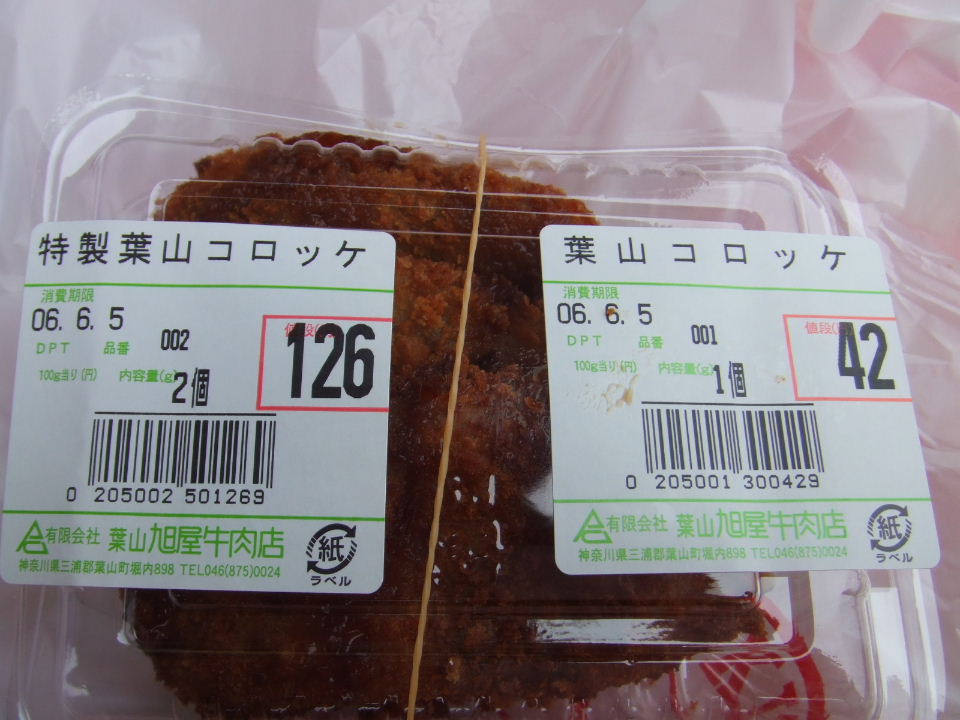 特製葉山コロッケ
消費期限
06. 6. 5
DPT 品番 002
値段(
126
100g当り(円) 内容量(g)
2個
0 205002 501269
有限会社 葉山旭屋牛肉店
神奈川県三浦郡葉山町堀内898 TEL046(875)0024
紙
ラベル
葉山コロッケ
消費期限
06. 6. 5
DPT 品番 001
値段(
42
100g当り(円) 内容量(g)
1個
0 205001 300429
有限会社 葉山旭屋牛肉店
神奈川県三浦郡葉山町堀内898 TEL046(875)0024
紙
ラベル